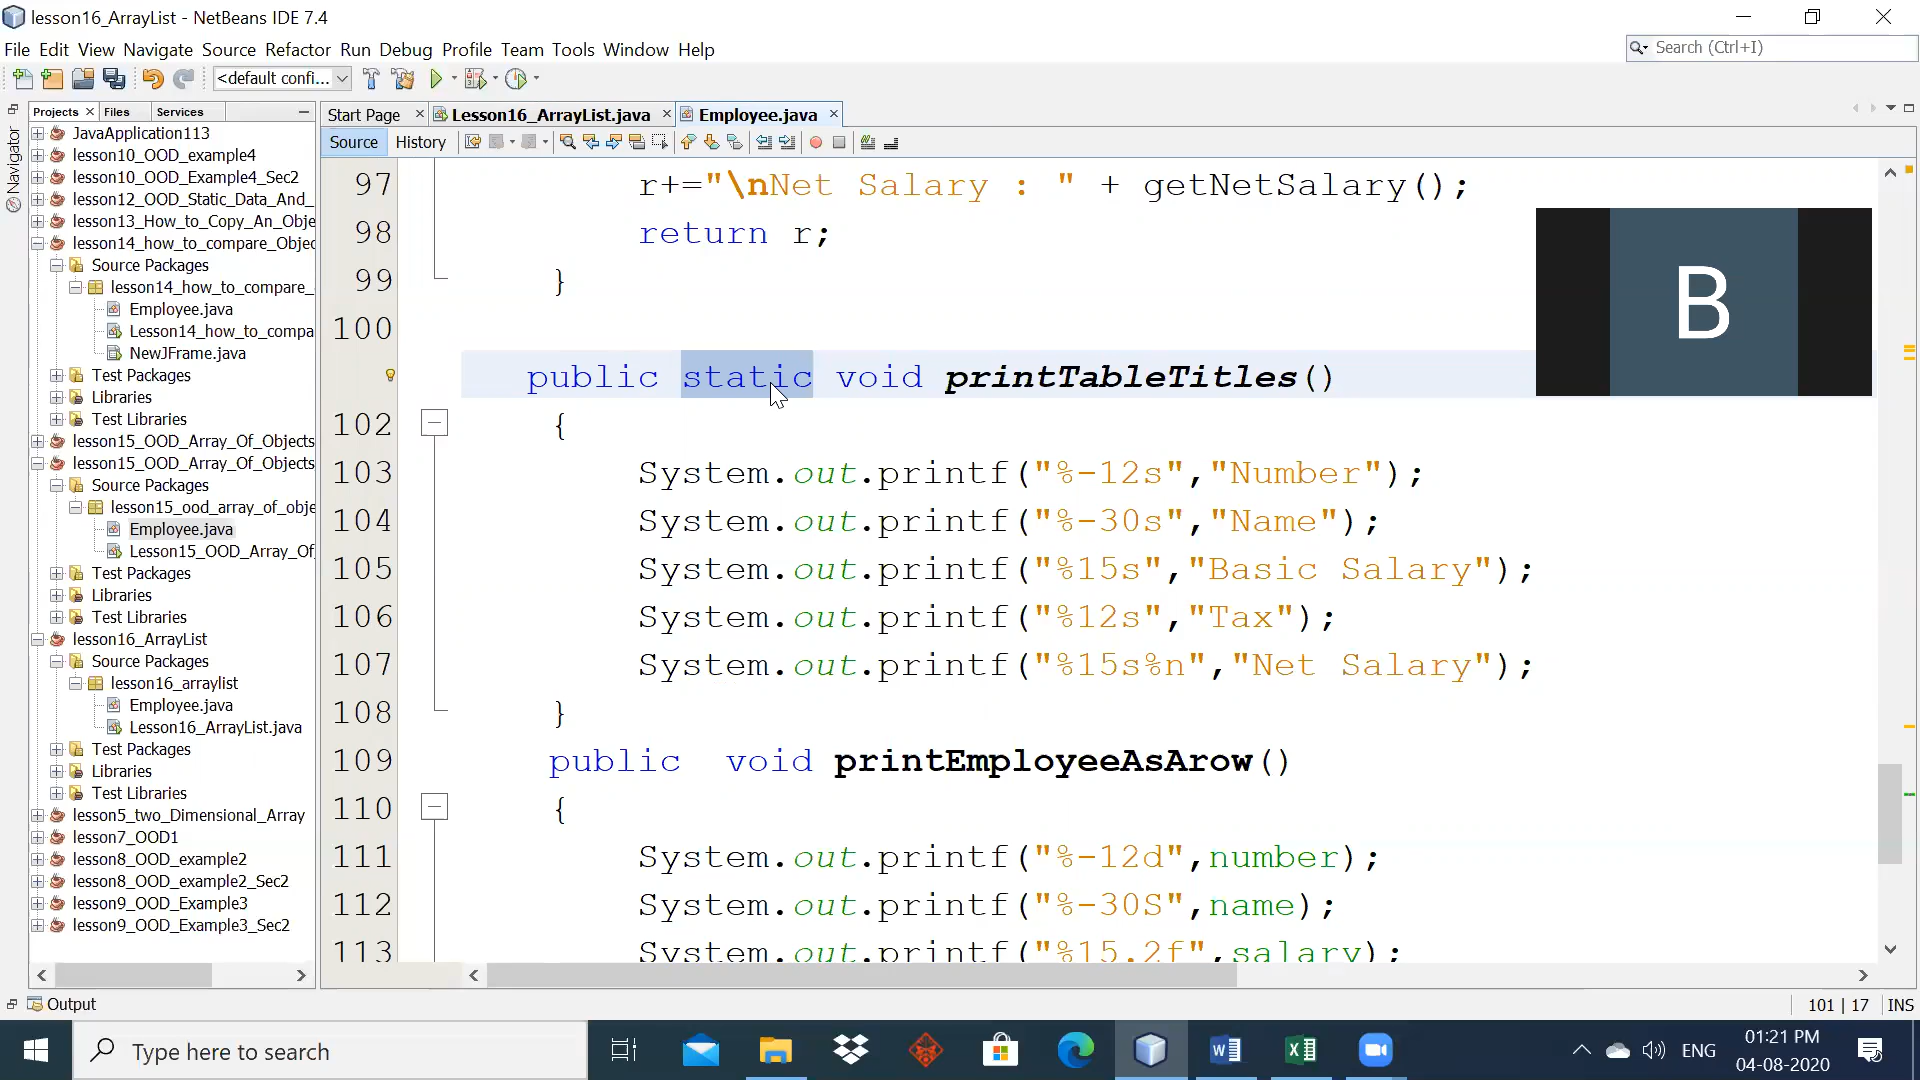 lesson16_ArrayList - NetBeans IDE 7.4
File Edit View Navigate Source Refactor Run Debug Profile Team Tools Window Help
Search (Ctrl+I)
<default confi...
Projects Files Services
Start Page Lesson16_ArrayList.java Employee.java
Source History
Navigator
JavaApplication113
lesson10_OOD_example4
lesson10_OOD_Example4_Sec2
lesson12_OOD_Static_Data_And_
lesson13_How_to_Copy_An_Obje
lesson14_how_to_compare_Objec
Source Packages
lesson14_how_to_compare_
Employee.java
Lesson14_how_to_compa
NewJFrame.java
Test Packages
Libraries
Test Libraries
lesson15_OOD_Array_Of_Objects
lesson15_OOD_Array_Of_Objects
Source Packages
lesson15_ood_array_of_obje
Employee.java
Lesson15_OOD_Array_Of
Test Packages
Libraries
Test Libraries
lesson16_ArrayList
Source Packages
lesson16_arraylist
Employee.java
Lesson16_ArrayList.java
Test Packages
Libraries
Test Libraries
lesson5_two_Dimensional_Array
lesson7_OOD1
lesson8_OOD_example2
lesson8_OOD_example2_Sec2
lesson9_OOD_Example3
lesson9_OOD_Example3_Sec2
97 r+="\nNet Salary : " + getNetSalary();
98 return r;
99 }
100
public static void printTableTitles()
102 {
103 System.out.printf("%-12s","Number");
104 System.out.printf("%-30s","Name");
105 System.out.printf("%15s","Basic Salary");
106 System.out.printf("%12s","Tax");
107 System.out.printf("%15s%n","Net Salary");
108 }
109 public void printEmployeeAsArow()
110 {
111 System.out.printf("%-12d",number);
112 System.out.printf("%-30S",name);
113 System.out.printf("%15.2f",salary);
B
Output
101 | 17 INS
Type here to search
ENG
01:21 PM
04-08-2020